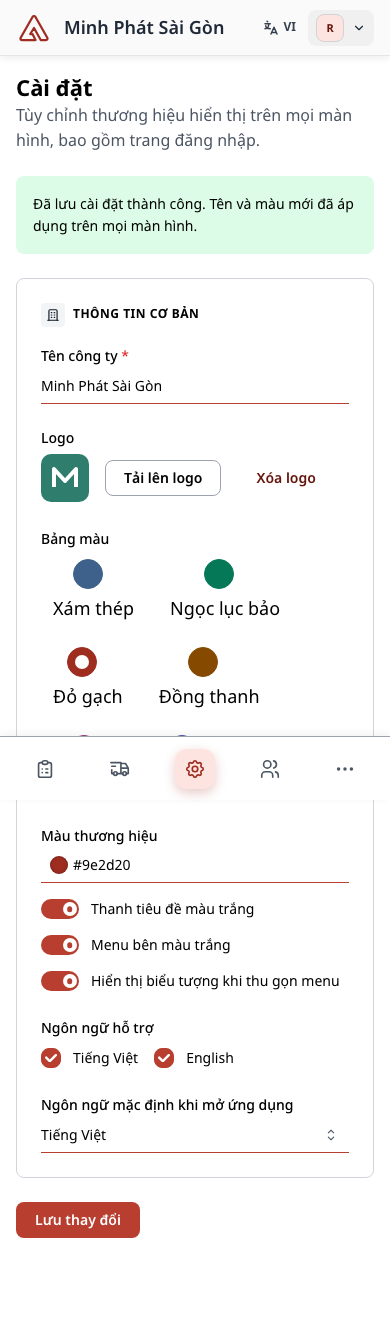 Minh Phát Sài Gòn
VI
R
Cài đặt
Tùy chỉnh thương hiệu hiển thị trên mọi màn
hình, bao gồm trang đăng nhập.
Đã lưu cài đặt thành công. Tên và màu mới đã áp
dụng trên mọi màn hình.
THÔNG TIN CƠ BẢN
Tên công ty *
Minh Phát Sài Gòn
Logo
M
Tải lên logo
Xóa logo
Bảng màu
Xám thép
Ngọc lục bảo
Đỏ gạch
Đồng thanh
Màu thương hiệu
#9e2d20
Thanh tiêu đề màu trắng
Menu bên màu trắng
Hiển thị biểu tượng khi thu gọn menu
Ngôn ngữ hỗ trợ
Tiếng Việt
English
Ngôn ngữ mặc định khi mở ứng dụng
Tiếng Việt
Lưu thay đổi